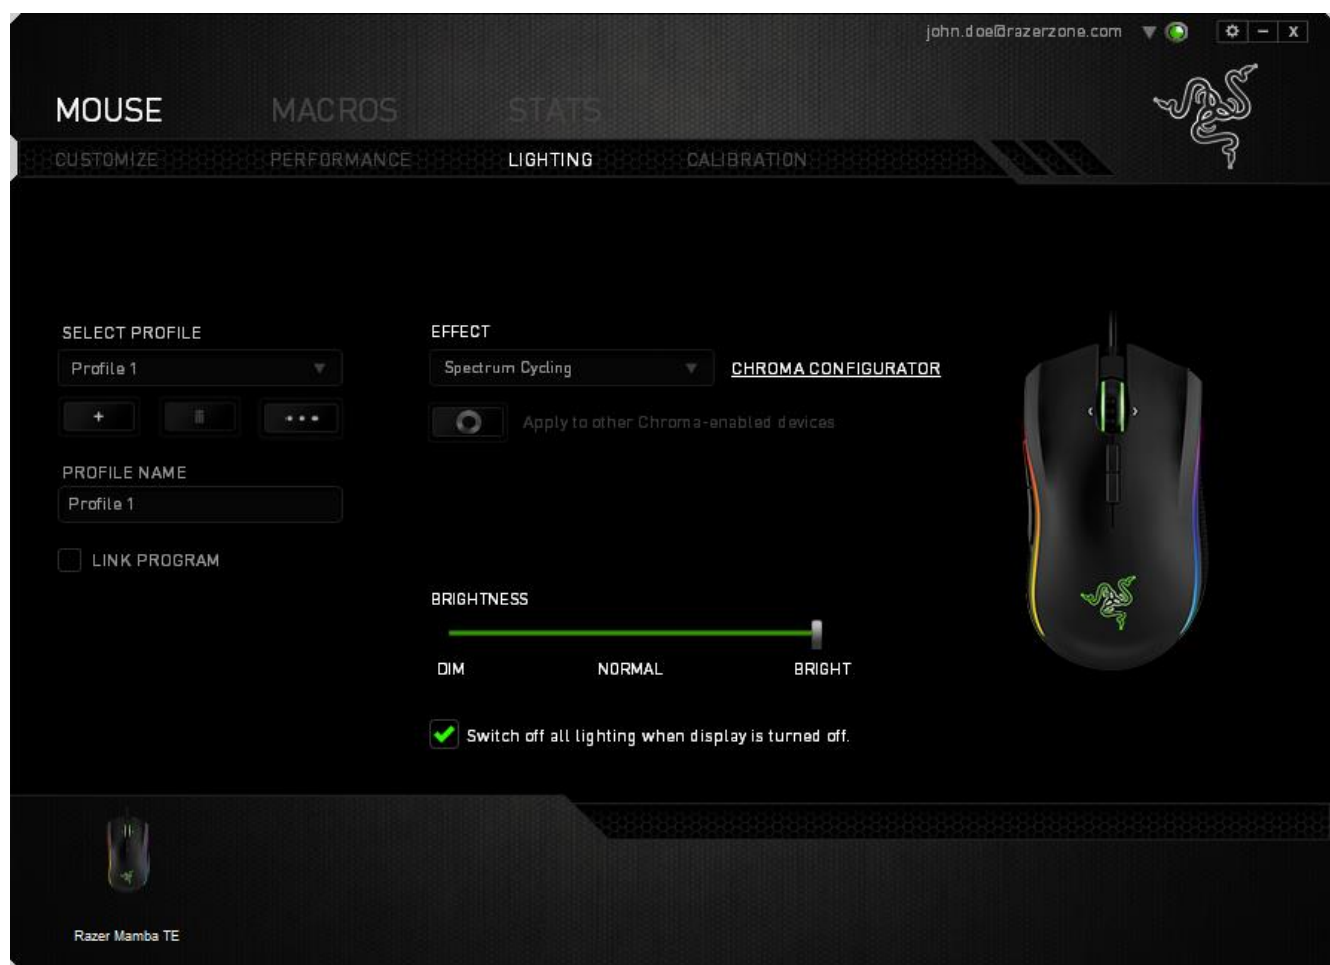 john.doe@razerzone.com
MOUSE MACROS STATS
CUSTOMIZE PERFORMANCE LIGHTING CALIBRATION
SELECT PROFILE
Profile 1
PROFILE NAME
Profile 1
LINK PROGRAM
EFFECT
Spectrum Cycling
CHROMA CONFIGURATOR
Apply to other Chroma-enabled devices
BRIGHTNESS
DIM NORMAL BRIGHT
Switch off all lighting when display is turned off.
Razer Mamba TE